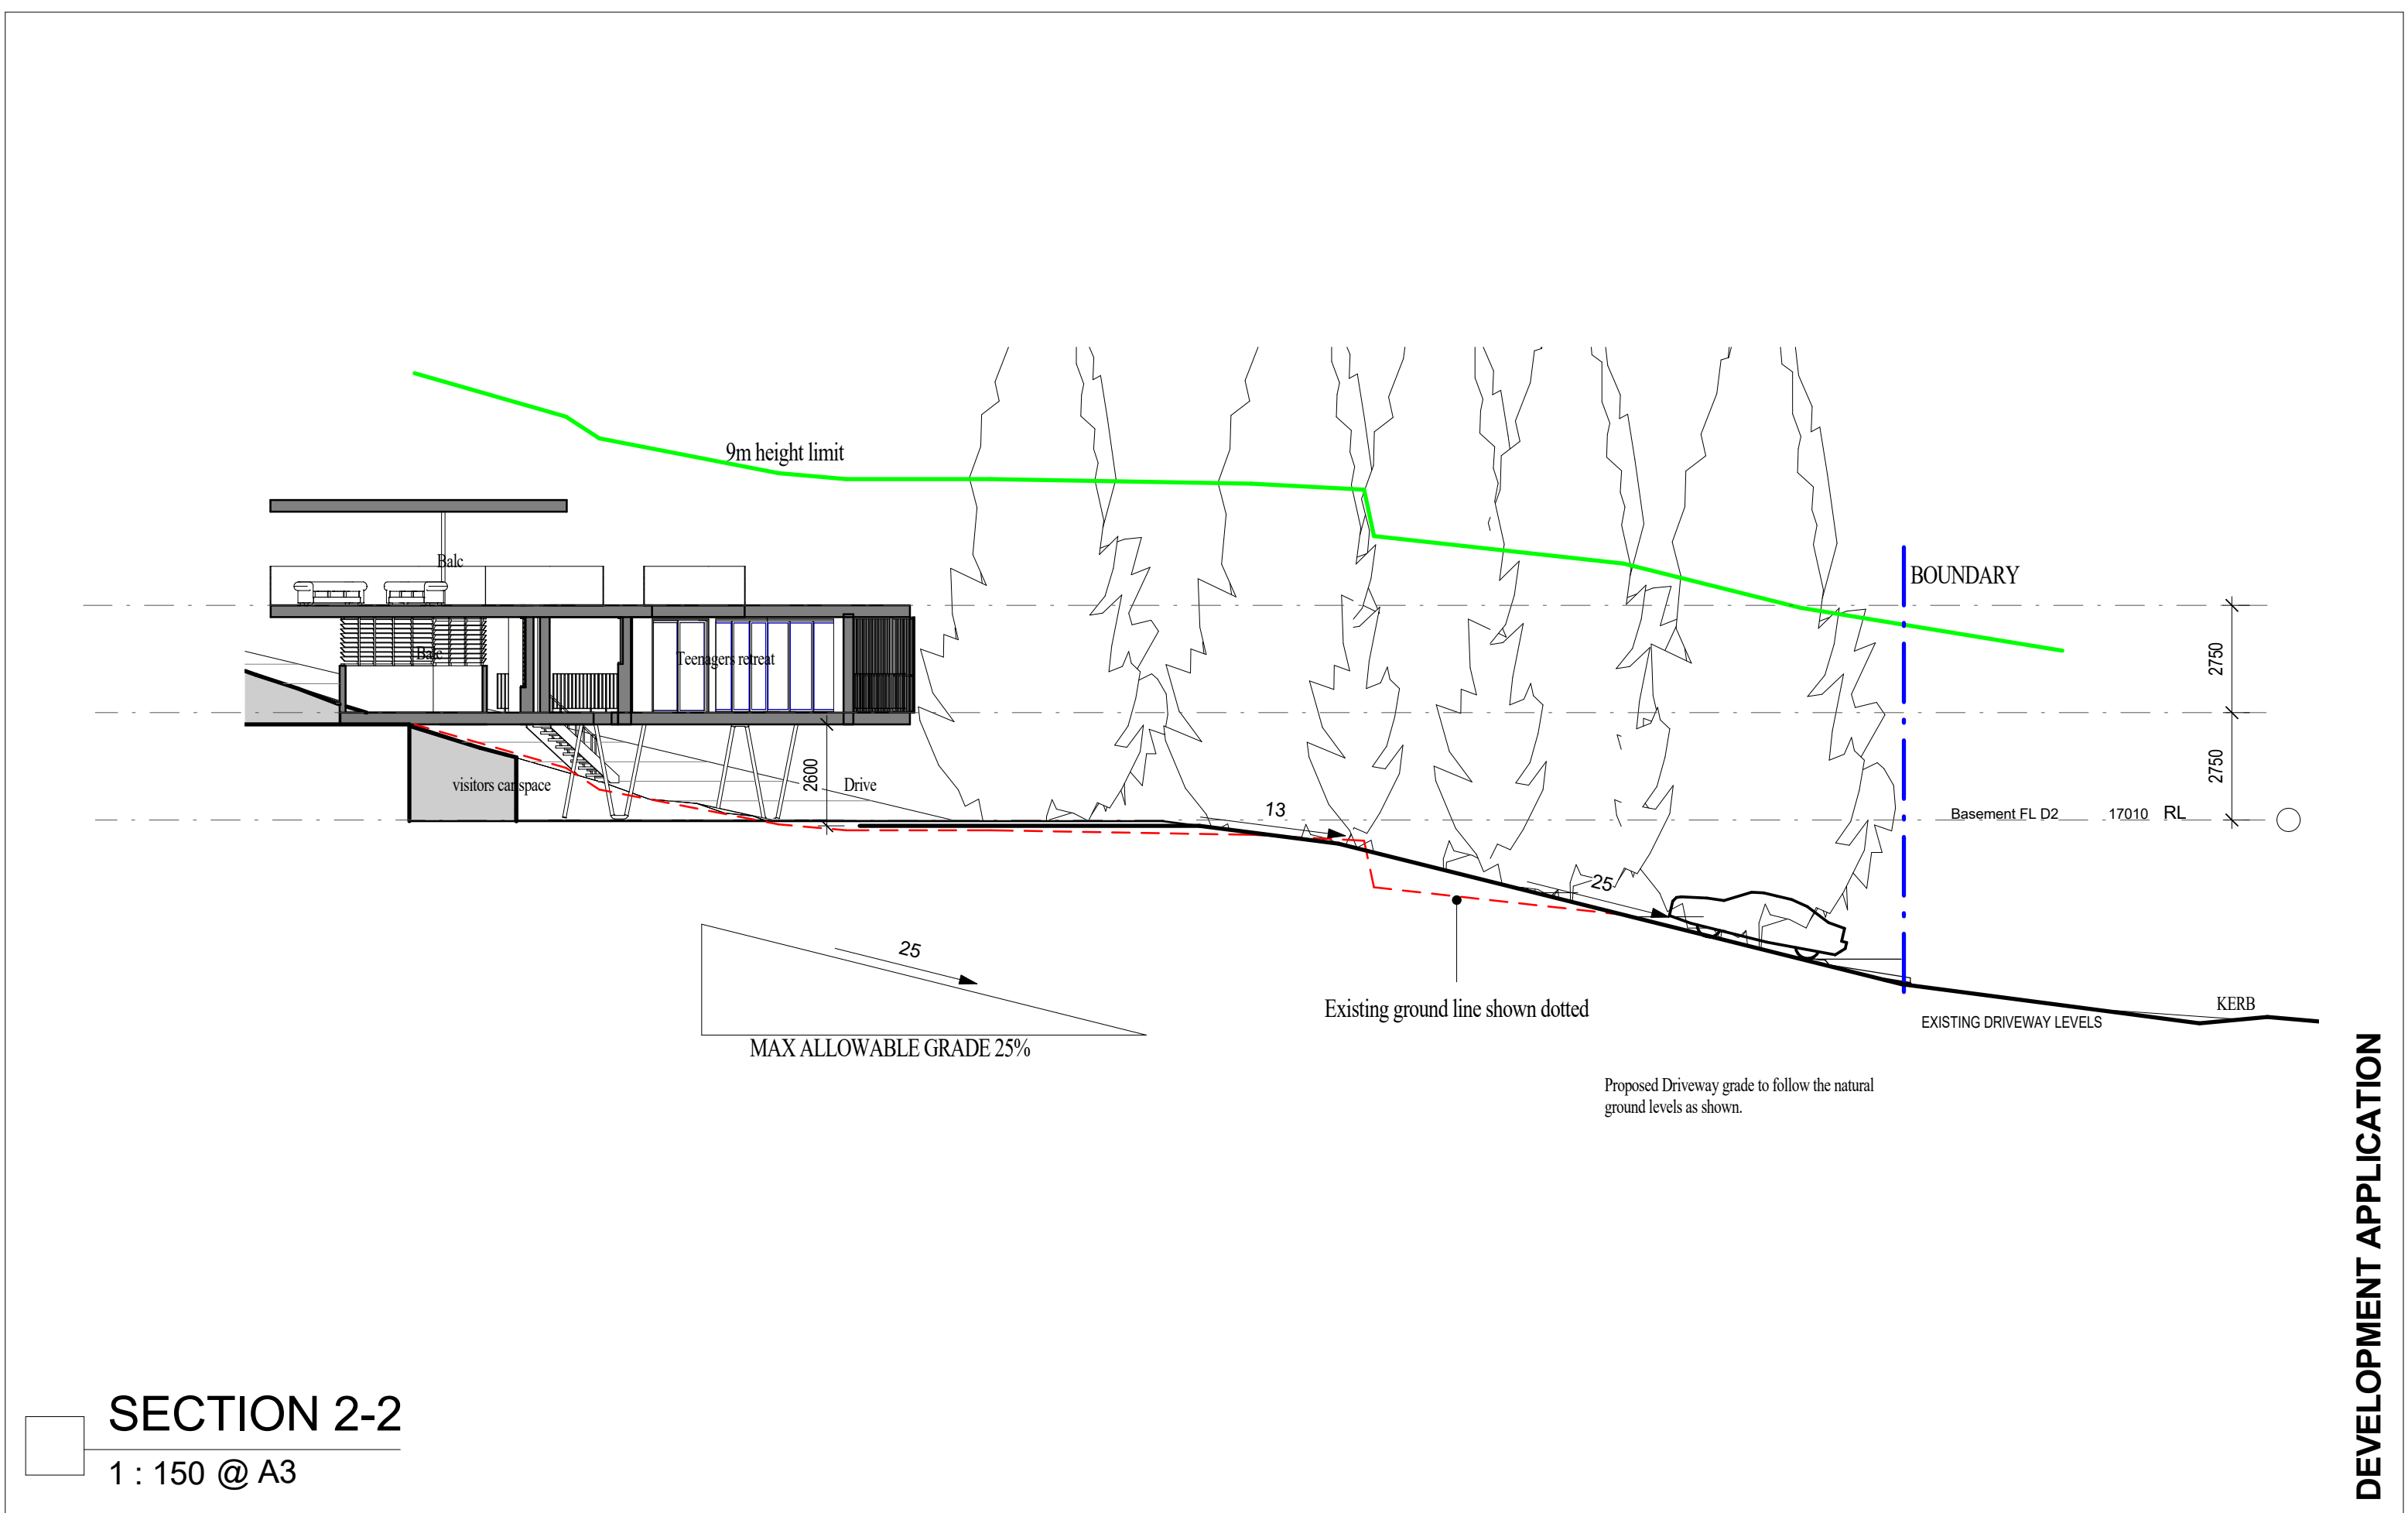 9m height limit
Balc
BOUNDARY
Balc
Teenagers retreat
2750
2750
2600
visitors car space
Drive
13
Basement FL D2 17010 RL
25
25
MAX ALLOWABLE GRADE 25%
Existing ground line shown dotted
KERB
EXISTING DRIVEWAY LEVELS
Proposed Driveway grade to follow the natural
ground levels as shown.
DEVELOPMENT APPLICATION
SECTION 2-2
1 : 150 @ A3